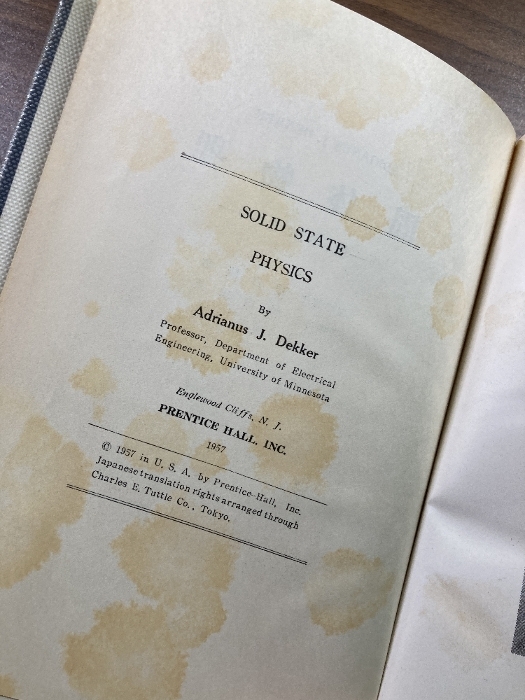 SOLID STATE
PHYSICS
By
Adrianus J. Dekker
Professor, Department of Electrical
Engineering, University of Minnesota
Englewood Cliffs, N. J.
PRENTICE HALL, INC.
1957
© 1957 in U. S. A. by Prentice-Hall, Inc.
Japanese translation rights arranged through
Charles E. Tuttle Co., Tokyo.